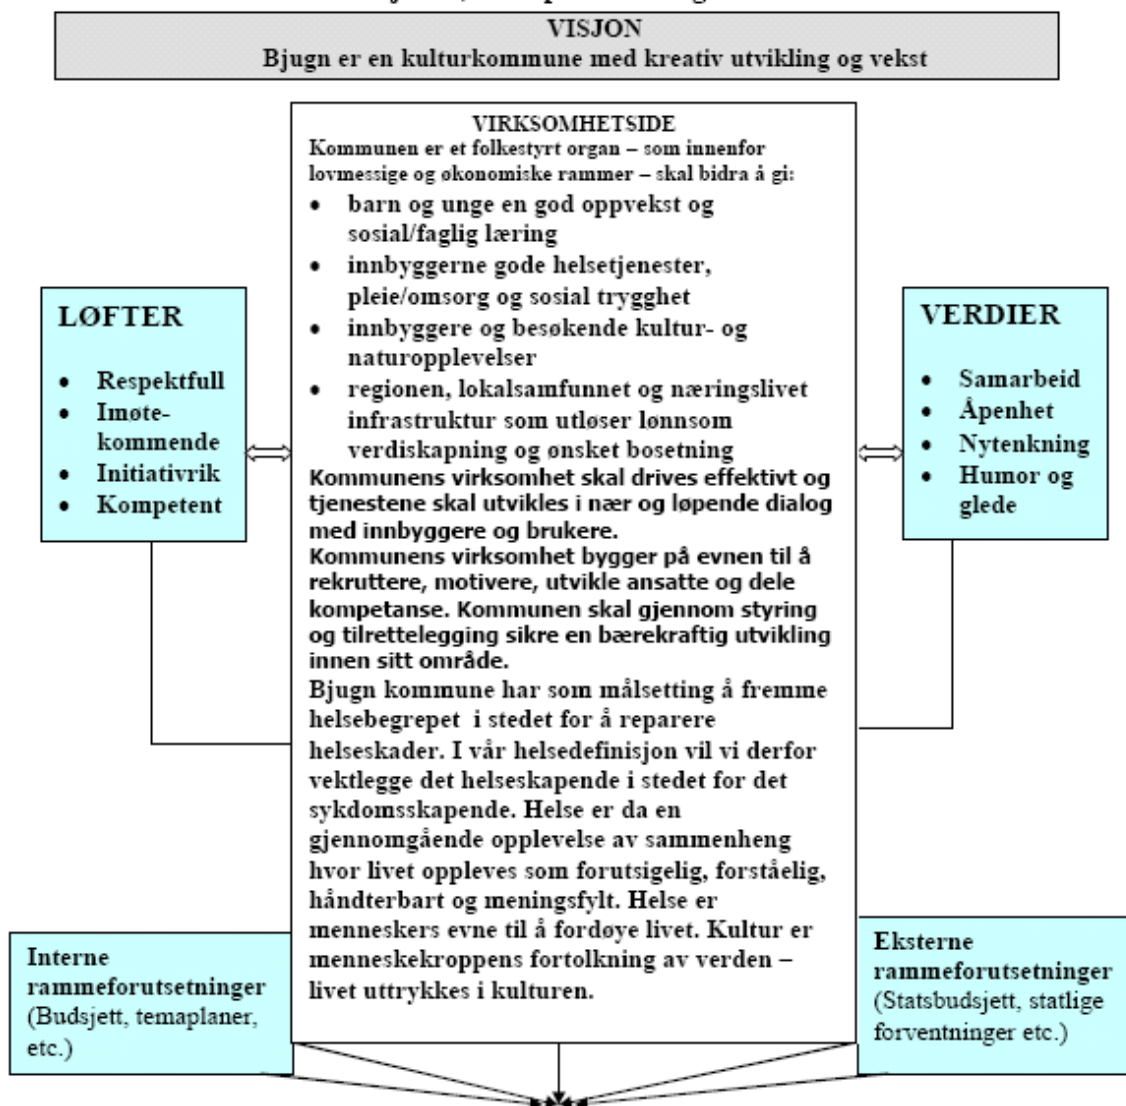 VISJON
Bjugn er en kulturkommune med kreativ utvikling og vekst
VIRKSOMHETSIDE
Kommunen er et folkestyrt organ – som innenfor
lovmessige og økonomiske rammer – skal bidra å gi:
• barn og unge en god oppvekst og
sosial/faglig læring
• innbyggerne gode helsetjenester,
pleie/omsorg og sosial trygghet
• innbyggere og besøkende kultur- og
naturopplevelser
• regionen, lokalsamfunnet og næringslivet
infrastruktur som utløser lønnsom
verdiskapning og ønsket bosetning
Kommunens virksomhet skal drives effektivt og
tjenestene skal utvikles i nær og løpende dialog
med innbyggere og brukere.
Kommunens virksomhet bygger på evnen til å
rekruttere, motivere, utvikle ansatte og dele
kompetanse. Kommunen skal gjennom styring
og tilrettelegging sikre en bærekraftig utvikling
innen sitt område.
Bjugn kommune har som målsetting å fremme
helsebegrepet i stedet for å reparere
helseskader. I vår helsedefinisjon vil vi derfor
vektlegge det helseskapende i stedet for det
sykdomsskapende. Helse er da en
gjennomgående opplevelse av sammenheng
hvor livet oppleves som forutsigelig, forståelig,
håndterbart og meningsfylt. Helse er
menneskers evne til å fordøye livet. Kultur er
menneskekroppens fortolkning av verden –
livet uttrykkes i kulturen.
LØFTER
• Respektfull
• Imøte-
kommende
• Initiativrik
• Kompetent
VERDIER
• Samarbeid
• Åpenhet
• Nytenkning
• Humor og
glede
Interne
rammeforutsetninger
(Budsjett, temaplaner,
etc.)
Eksterne
rammeforutsetninger
(Statsbudsjett, statlige
forventninger etc.)